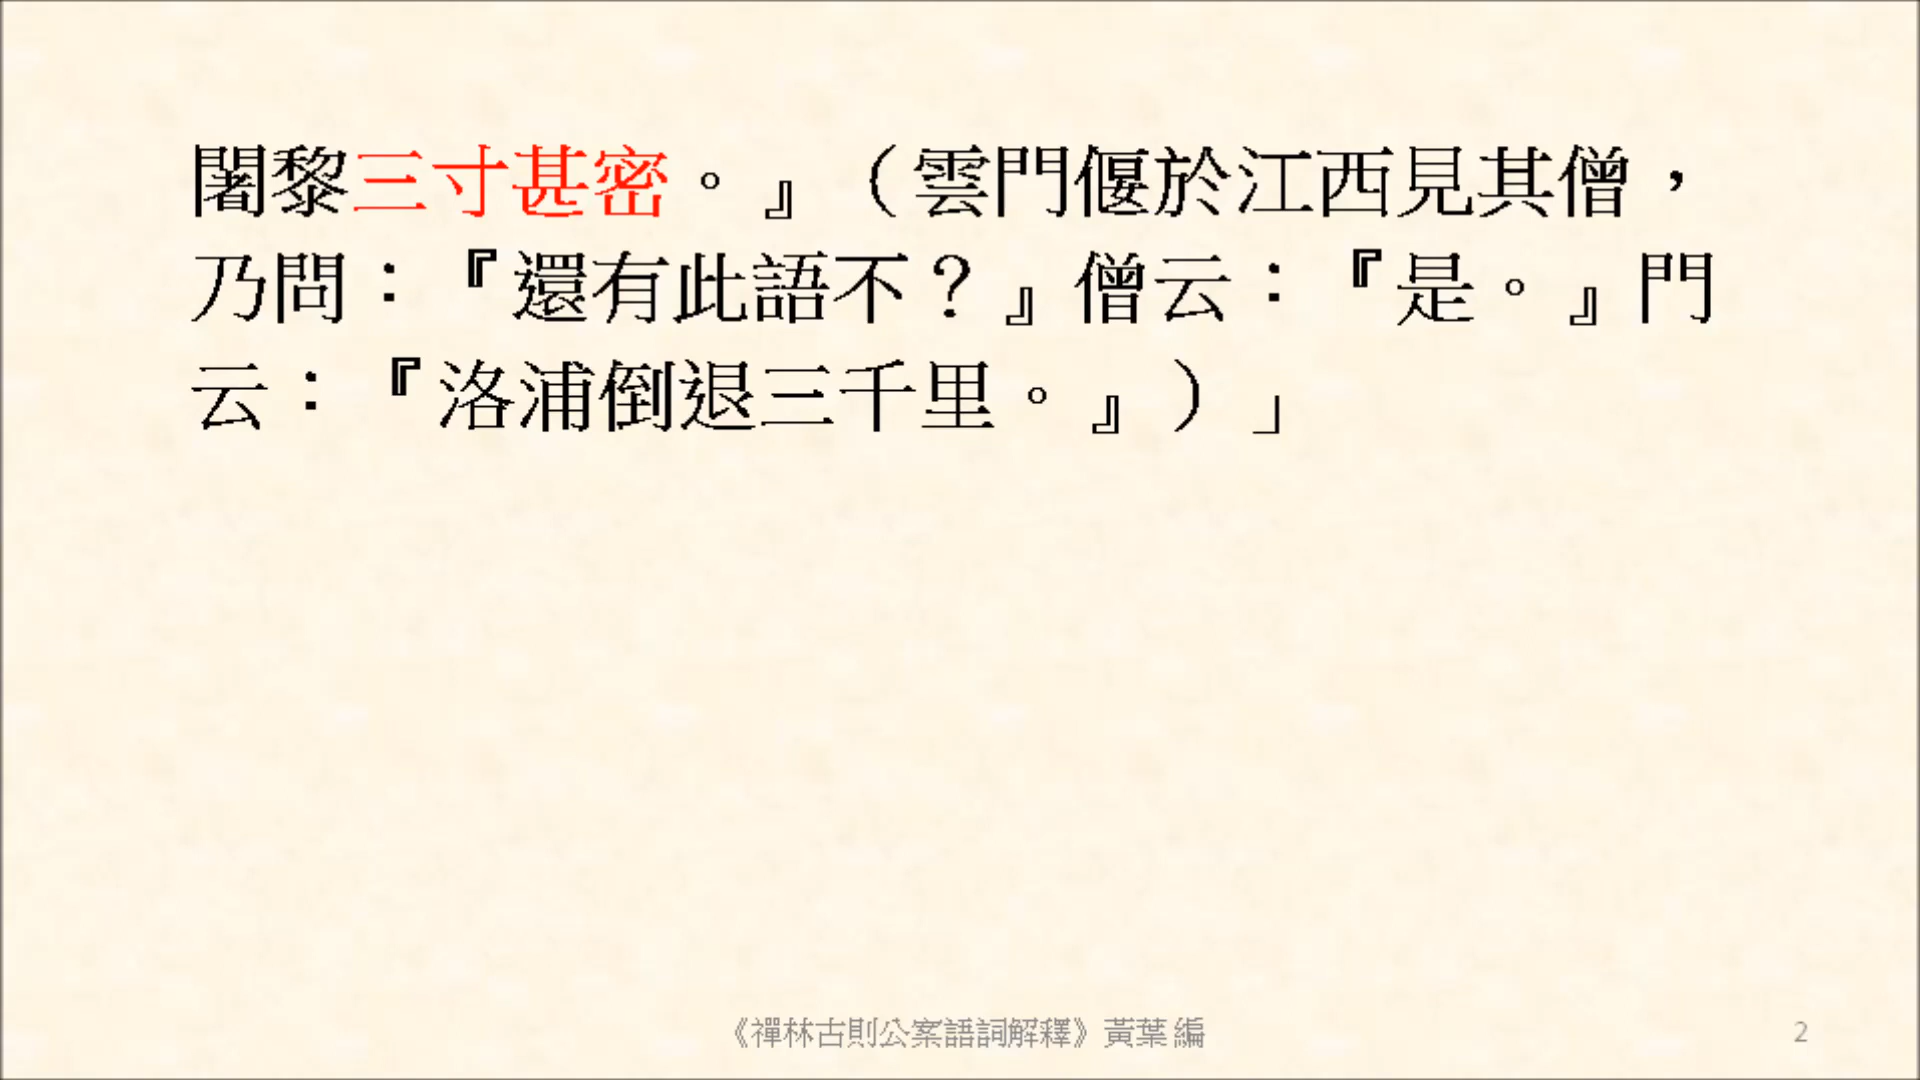 闍黎三寸甚密。』（雲門偃於江西見其僧，
乃問：『還有此語不？』僧云：『是。』門
云：『洛浦倒退三千里。』）」
《禪林古則公案語詞解釋》黃葉 編
2